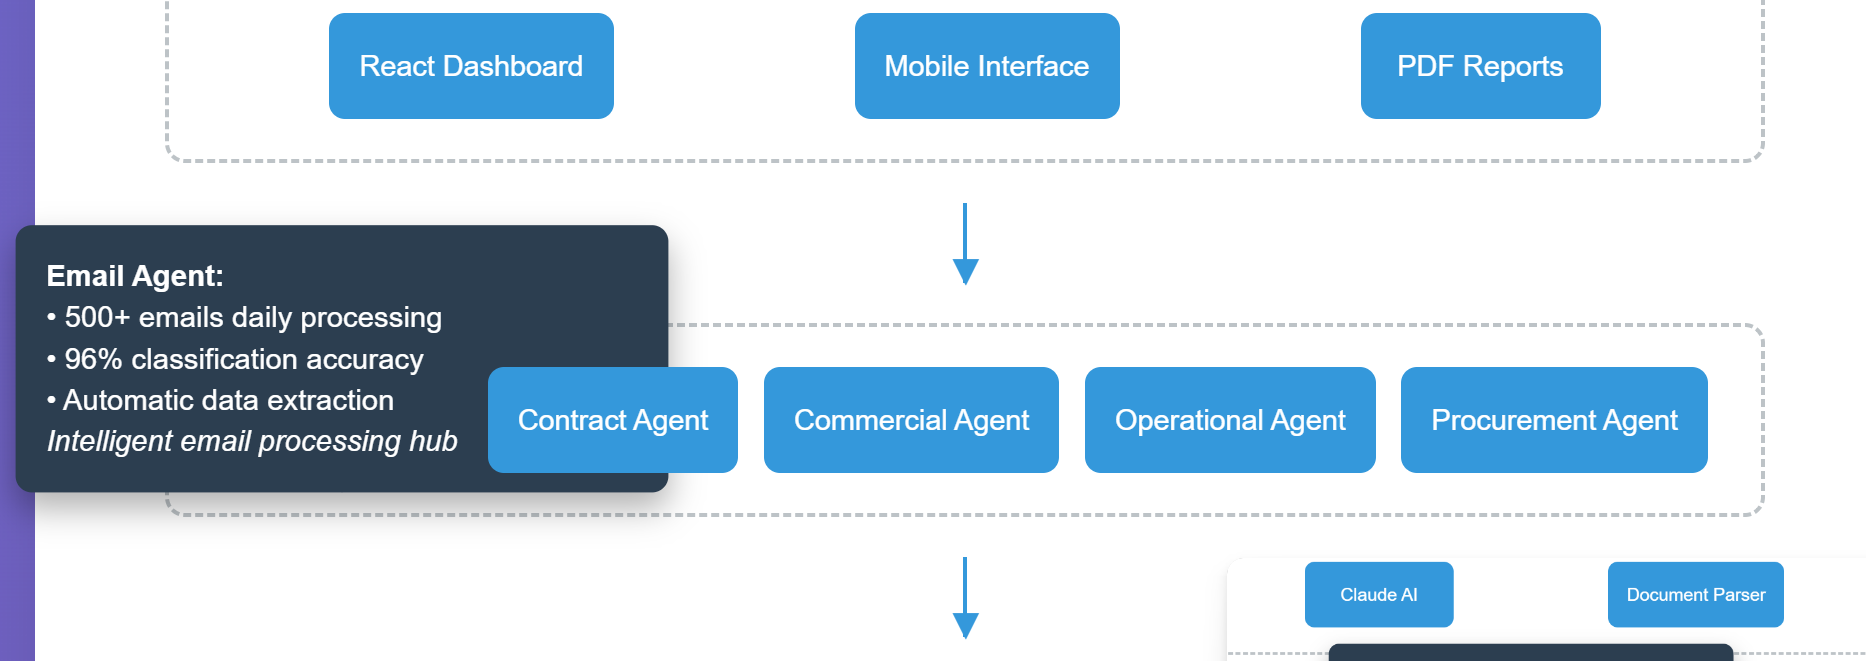 React Dashboard
Mobile Interface
PDF Reports
Email Agent:
• 500+ emails daily processing
• 96% classification accuracy
• Automatic data extraction
Intelligent email processing hub
Contract Agent
Commercial Agent
Operational Agent
Procurement Agent
Claude AI
Document Parser